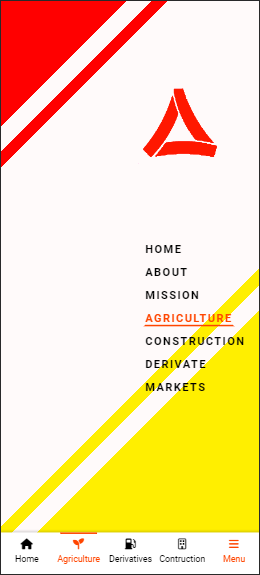 HOME
ABOUT
MISSION
AGRICULTURE
CONSTRUCTION
DERIVATE
MARKETS
Home Agriculture Derivatives Contruction Menu